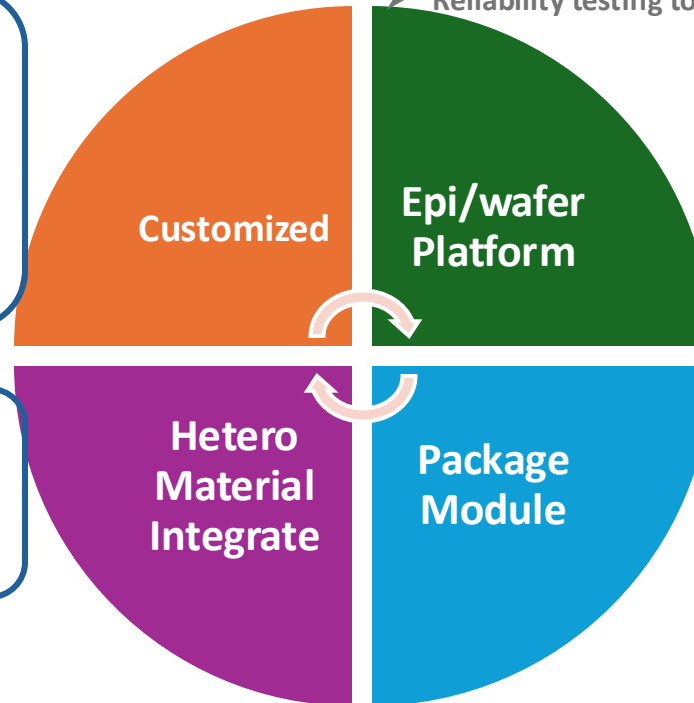 Reliability testing to
Customized
Epi/wafer
Platform
Hetero
Material
Integrate
Package
Module